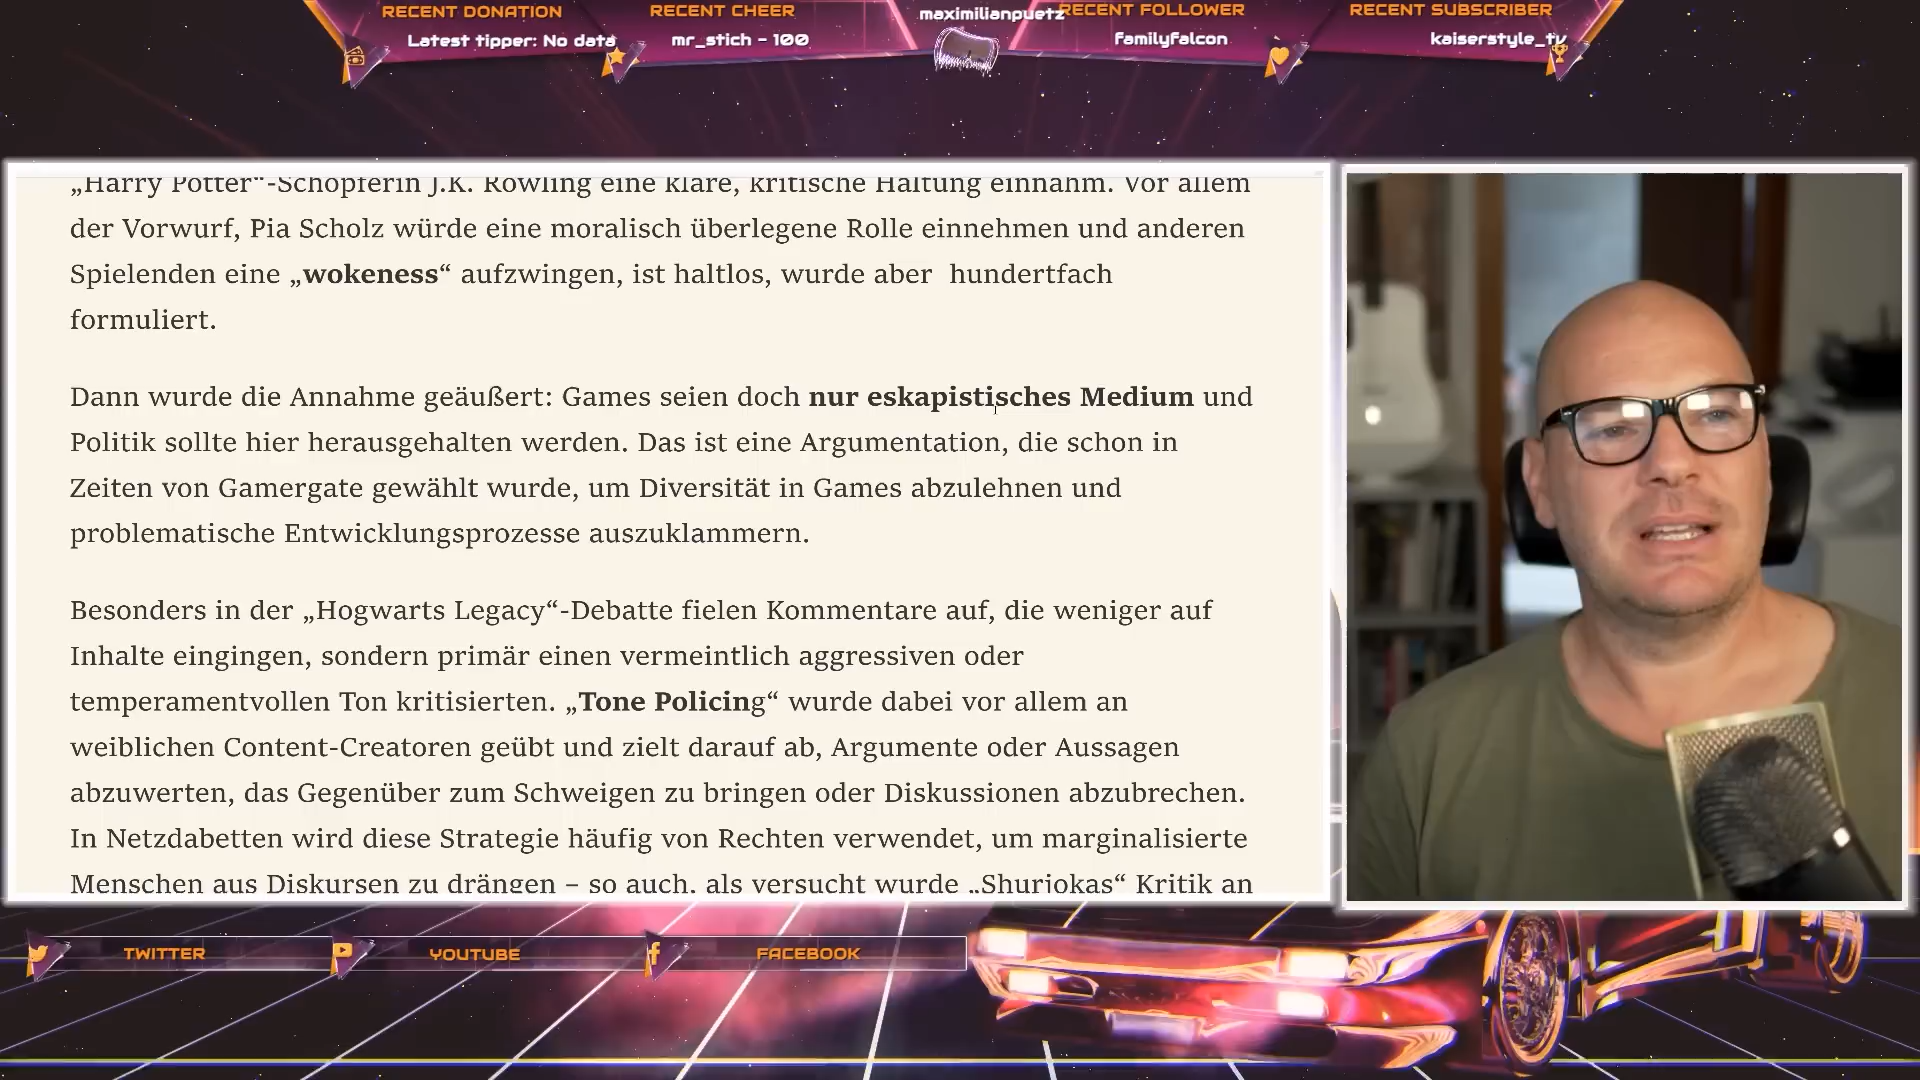 RECENT DONATION
Latest tipper: No data
RECENT CHEER
mr_stich - 100
maximilianpuetz
RECENT FOLLOWER
familyfalcon
RECENT SUBSCRIBER
kaiserstyle_tv
„Harry Potter“-Schöpferin J.K. Rowling eine klare, kritische Haltung einnahm. Vor allem
der Vorwurf, Pia Scholz würde eine moralisch überlegene Rolle einnehmen und anderen
Spielenden eine „wokeness“ aufzwingen, ist haltlos, wurde aber hundertfach
formuliert.
Dann wurde die Annahme geäußert: Games seien doch nur eskapistisches Medium und
Politik sollte hier herausgehalten werden. Das ist eine Argumentation, die schon in
Zeiten von Gamergate gewählt wurde, um Diversität in Games abzulehnen und
problematische Entwicklungsprozesse auszuklammern.
Besonders in der „Hogwarts Legacy“-Debatte fielen Kommentare auf, die weniger auf
Inhalte eingingen, sondern primär einen vermeintlich aggressiven oder
temperamentvollen Ton kritisierten. „Tone Policing“ wurde dabei vor allem an
weiblichen Content-Creatoren geübt und zielt darauf ab, Argumente oder Aussagen
abzuwerten, das Gegenüber zum Schweigen zu bringen oder Diskussionen abzubrechen.
In Netzdabetten wird diese Strategie häufig von Rechten verwendet, um marginalisierte
Menschen aus Diskursen zu drängen – so auch, als versucht wurde „Shurjokas“ Kritik an
TWITTER
YOUTUBE
FACEBOOK